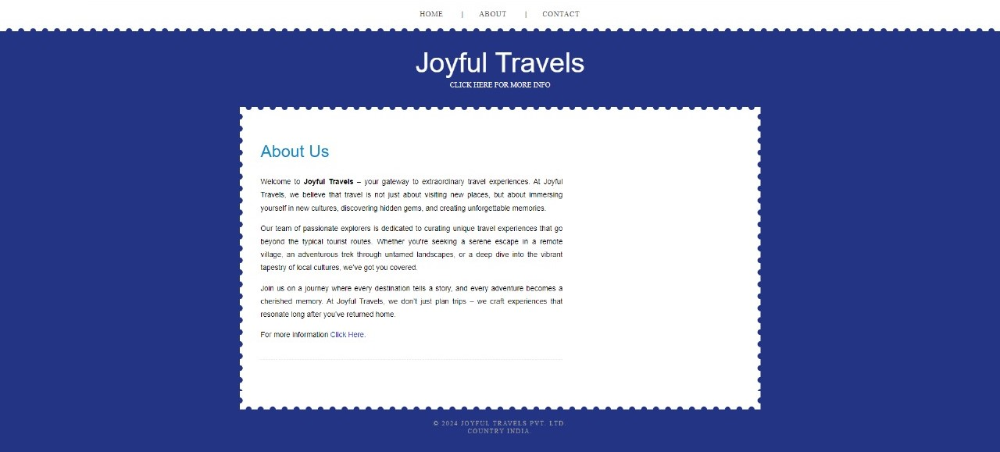 HOME | ABOUT | CONTACT
Joyful Travels
CLICK HERE FOR MORE INFO
About Us
Welcome to Joyful Travels – your gateway to extraordinary travel experiences. At Joyful
Travels, we believe that travel is not just about visiting new places, but about immersing
yourself in new cultures, discovering hidden gems, and creating unforgettable memories.
Our team of passionate explorers is dedicated to curating unique travel experiences that go
beyond the typical tourist routes. Whether you're seeking a serene escape in a remote
village, an adventurous trek through untamed landscapes, or a deep dive into the vibrant
tapestry of local cultures, we've got you covered.
Join us on a journey where every destination tells a story, and every adventure becomes a
cherished memory. At Joyful Travels, we don't just plan trips – we craft experiences that
resonate long after you've returned home.
For more information Click Here.
© 2024 JOYFUL TRAVELS PVT. LTD.
COUNTRY INDIA.